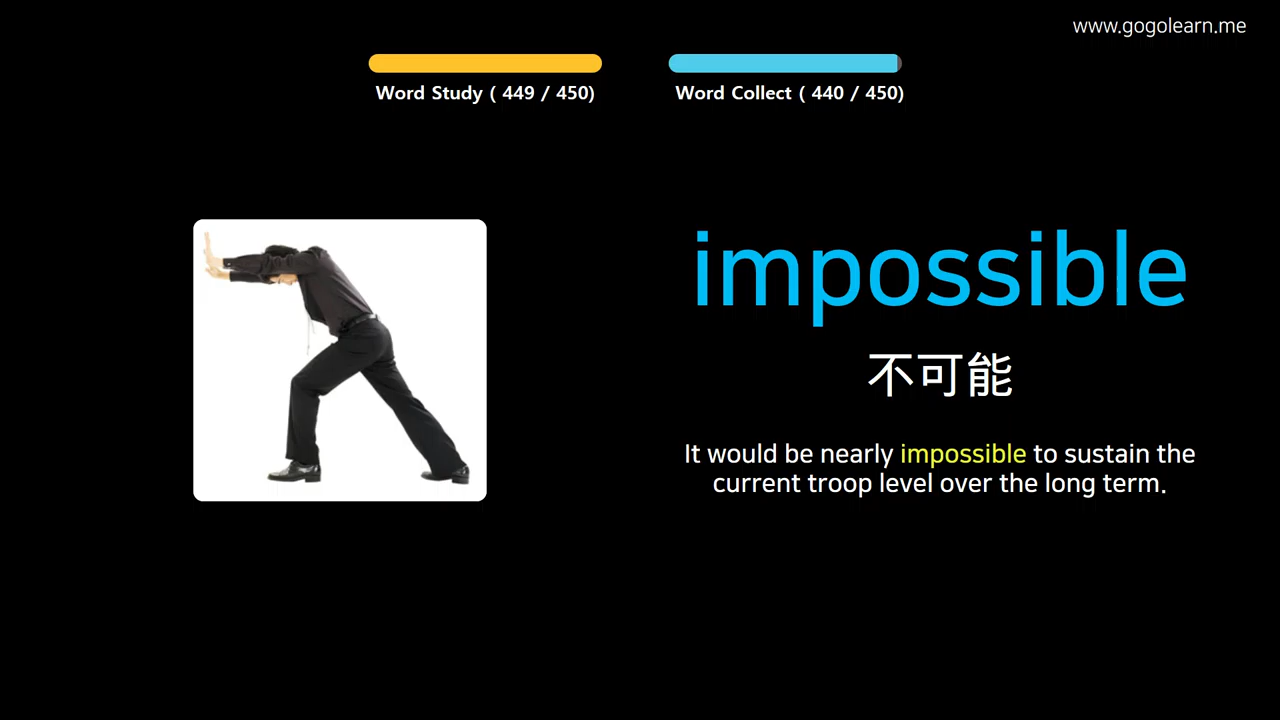 www.gogolearn.me
Word Study ( 449 / 450)
Word Collect ( 440 / 450)
impossible
不可能
It would be nearly impossible to sustain the
current troop level over the long term.